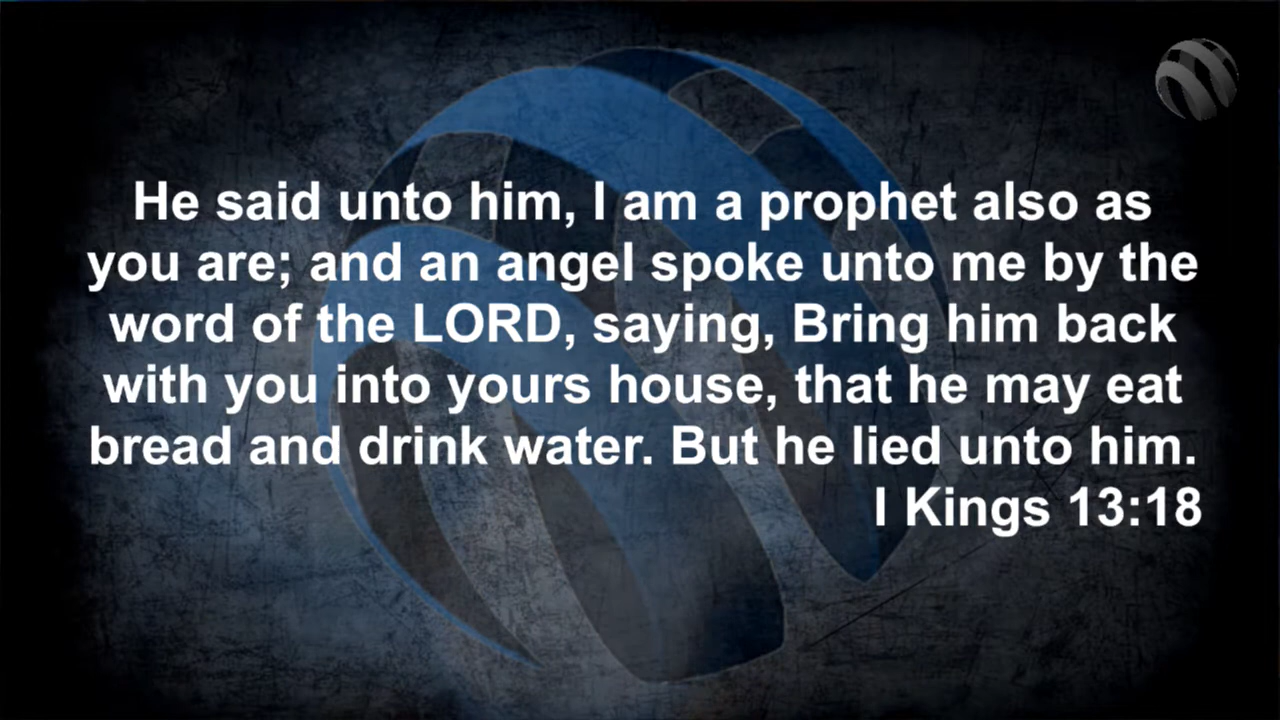 He said unto him, I am a prophet also as
you are; and an angel spoke unto me by the
word of the LORD, saying, Bring him back
with you into yours house, that he may eat
bread and drink water. But he lied unto him.
I Kings 13:18